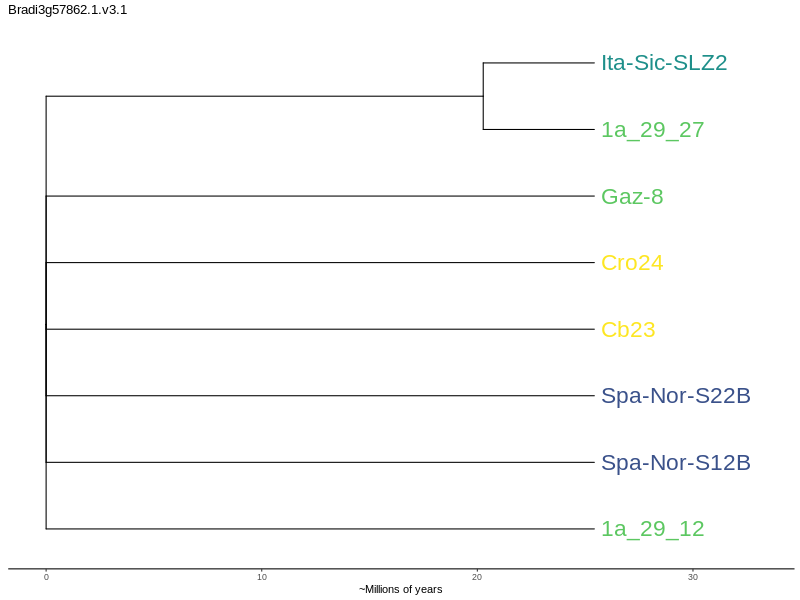 Bradi3g57862.1.v3.1
Ita-Sic-SLZ2
1a_29_27
Gaz-8
Cro24
Cb23
Spa-Nor-S22B
Spa-Nor-S12B
1a_29_12
0 10 20 30
~Millions of years